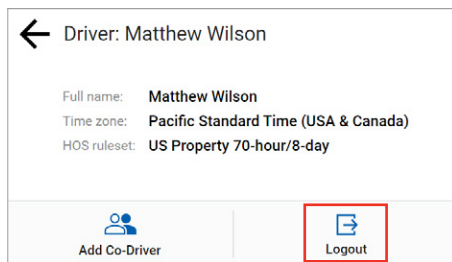 Driver: Matthew Wilson
Full name: Matthew Wilson
Time zone: Pacific Standard Time (USA & Canada)
HOS ruleset: US Property 70-hour/8-day
Add Co-Driver Logout